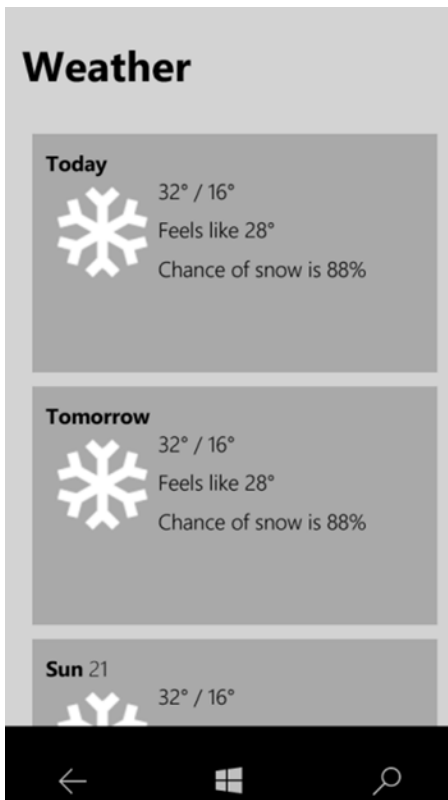 Weather
Today
32° / 16°
Feels like 28°
Chance of snow is 88%
Tomorrow
32° / 16°
Feels like 28°
Chance of snow is 88%
Sun 21
32° / 16°